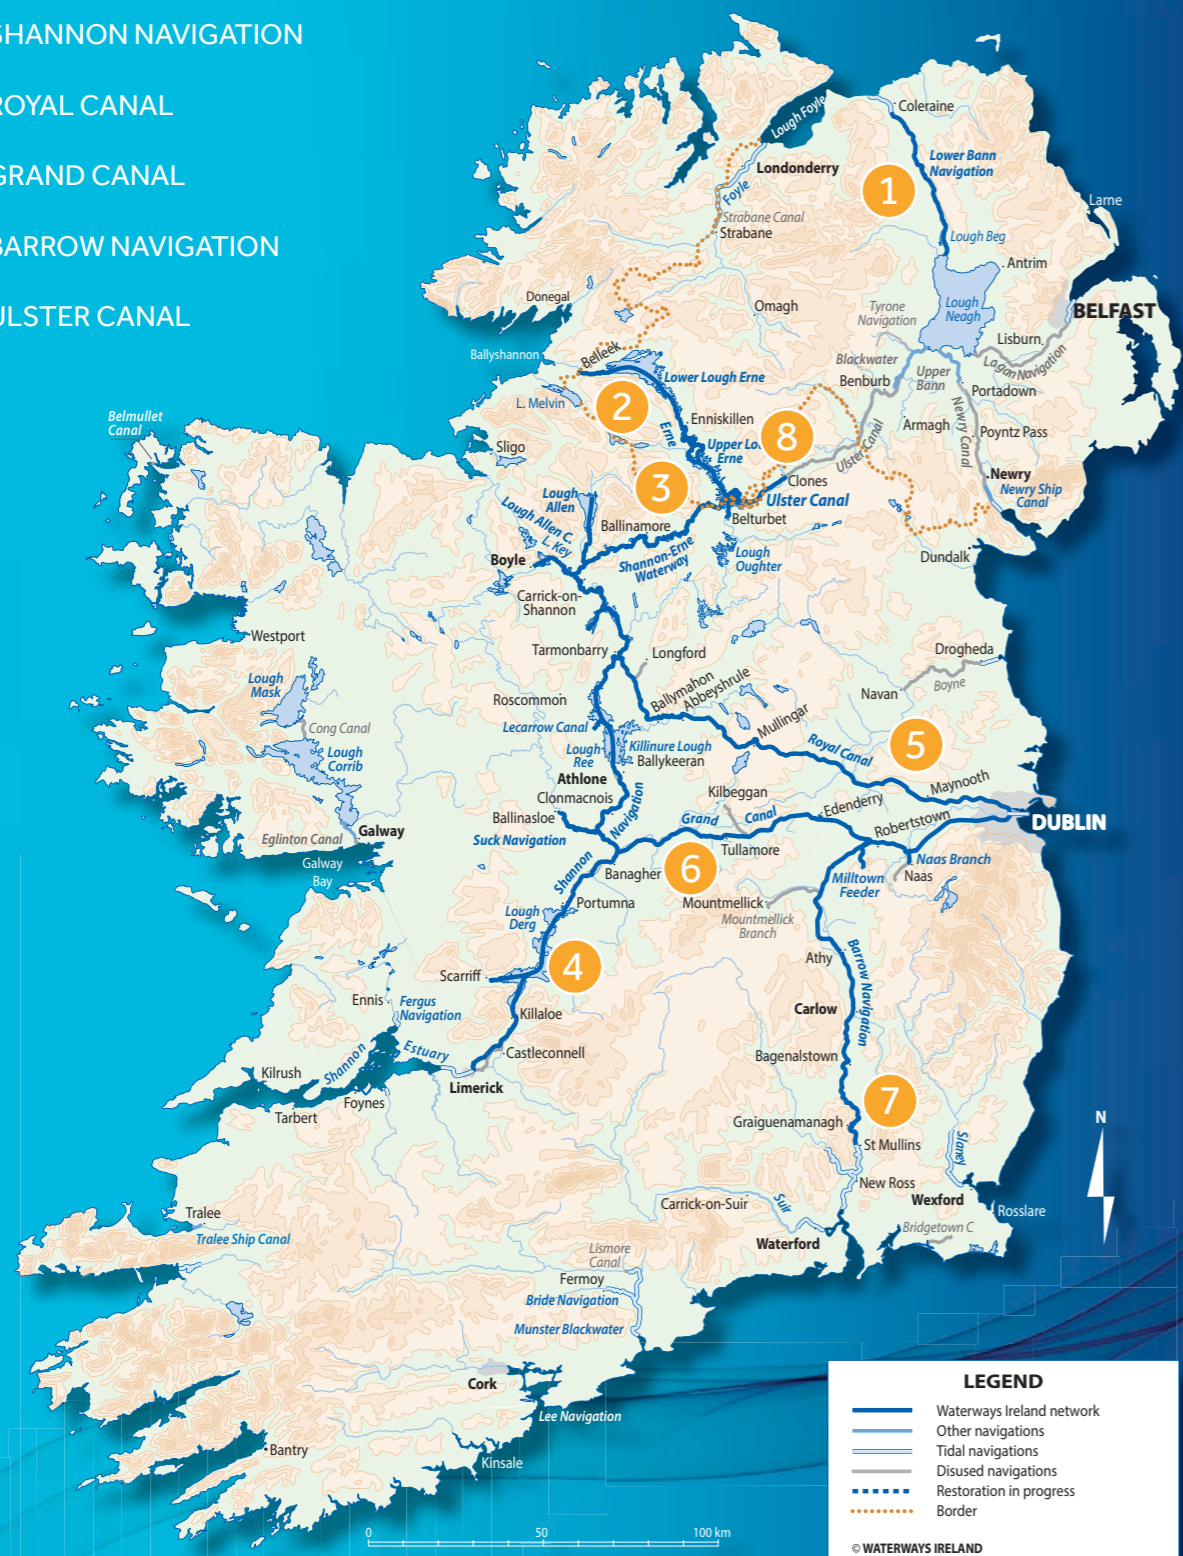 SHANNON NAVIGATION
ROYAL CANAL
GRAND CANAL
BARROW NAVIGATION
ULSTER CANAL
Coleraine
Lough Foyle
Lower Bann
Navigation
Londonderry
1
Foyle
Larne
Strabane Canal
Strabane
Lough Beg
Antrim
Donegal
Omagh
Tyrone
Navigation
Lough
Neagh
BELFAST
Lisburn
Ballyshannon
Belleek
Blackwater
Lagan Navigation
Lower Lough Erne
Benburb
Upper
Bann
Portadown
L. Melvin
2
Belmullet
Canal
Enniskillen
Erne
8
Armagh
Newry Canal
Poyntz Pass
Sligo
Upper Lo
Erne
Ulster Canal
Newry
Newry Ship
Canal
3
Clones
Lough
Allen
Ulster Canal
Lough Allen C.
Ballinamore
Belturbet
L. Key
Boyle
Shannon-Erne
Waterway
Lough
Oughter
Dundalk
Carrick-on-
Shannon
Westport
Tarmonbarry
Longford
Drogheda
Lough
Mask
Ballymahon
Abbeyshrule
Navan
Boyne
Roscommon
Mullingar
Cong Canal
Lecarrow Canal
Royal Canal
5
Lough
Corrib
Lough
Ree
Killinure Lough
Ballykeeran
Athlone
Maynooth
Clonmacnois
Kilbeggan
Edenderry
Ballinasloe
Navigation
Grand
Canal
Robertstown
DUBLIN
Eglinton Canal
Galway
Suck Navigation
Tullamore
Naas Branch
Galway
Bay
Shannon
Banagher
6
Milltown
Feeder
Naas
Portumna
Mountmellick
Lough
Derg
Mountmellick
Branch
4
Barrow Navigation
Athy
Scarriff
Ennis
Fergus
Navigation
Killaloe
Carlow
Shannon
Estuary
Castleconnell
Bagenalstown
Kilrush
Limerick
Foynes
7
Tarbert
Graiguenamanagh
N
St Mullins
Slaney
New Ross
Carrick-on-Suir
Suir
Wexford
Rosslare
Tralee
Bridgetown C
Tralee Ship Canal
Waterford
Lismore
Canal
Fermoy
Bride Navigation
Munster Blackwater
Cork
Lee Navigation
Bantry
Kinsale
0 50 100 km
LEGEND
Waterways Ireland network
Other navigations
Tidal navigations
Disused navigations
Restoration in progress
Border
© WATERWAYS IRELAND